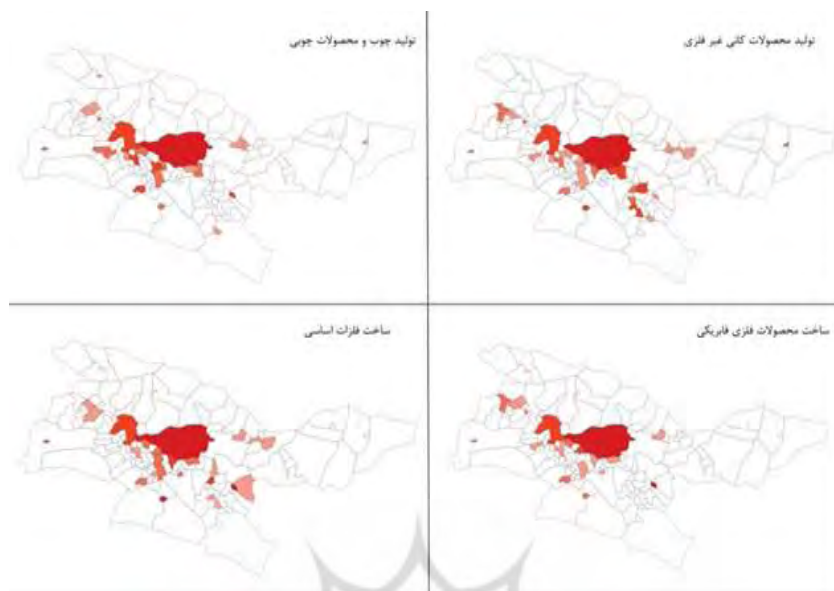 تولید محصولات کانی غیر فلزی
تولید چوب و محصولات چوبی
ساخت محصولات فلزی فابریکی
ساخت فلزات اساسی